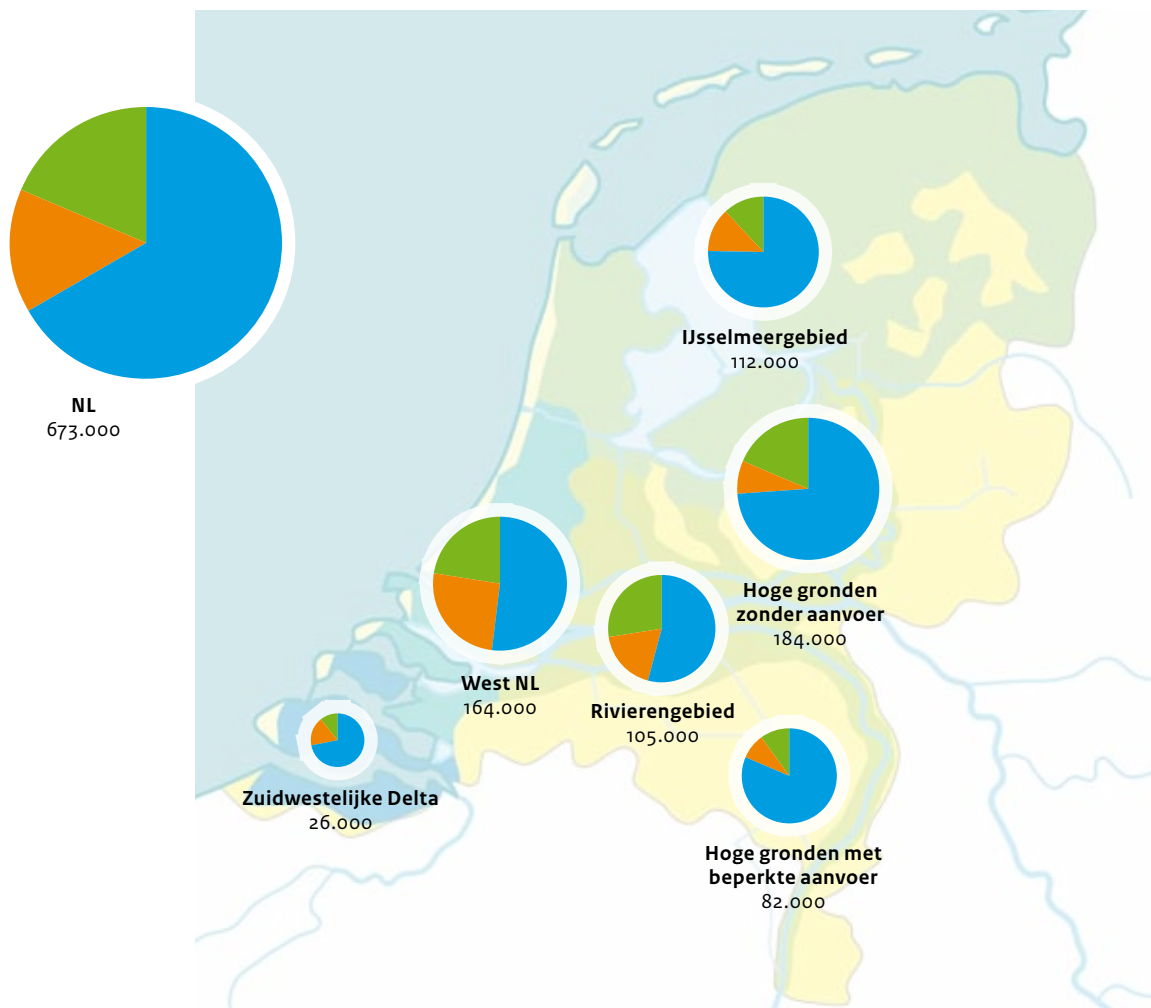 NL
673.000
IJsselmeergebied
112.000
Hoge gronden
zonder aanvoer
184.000
West NL
164.000
Rivierengebied
105.000
Zuidwestelijke Delta
26.000
Hoge gronden met
beperkte aanvoer
82.000